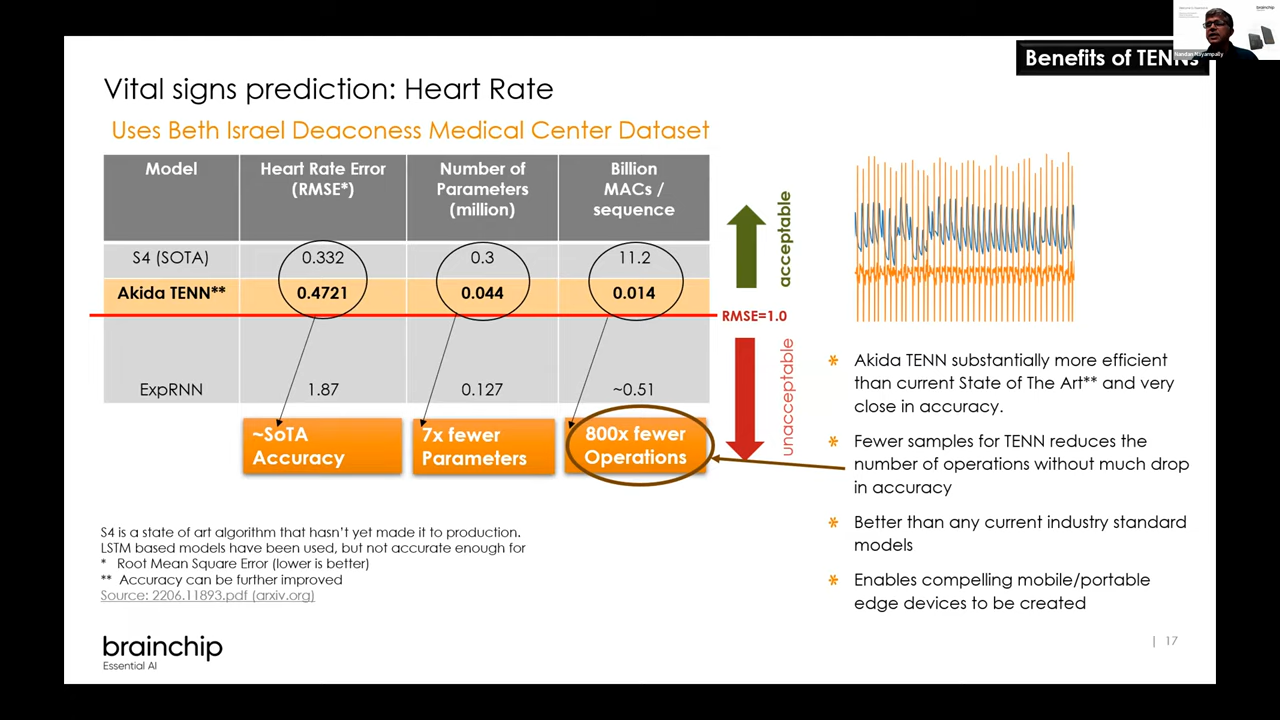 Benefits of TENNs
brainchip
Nandan Nayampally
Vital signs prediction: Heart Rate
Uses Beth Israel Deaconess Medical Center Dataset
Model
Heart Rate Error
(RMSE*)
Number of
Parameters
(million)
Billion
MACs /
sequence
S4 (SOTA)
0.332
0.3
11.2
Akida TENN**
0.4721
0.044
0.014
ExpRNN
1.87
0.127
~0.51
acceptable
RMSE=1.0
unacceptable
~SoTA
Accuracy
7x fewer
Parameters
800x fewer
Operations
* Akida TENN substantially more efficient
than current State of The Art** and very
close in accuracy.
* Fewer samples for TENN reduces the
number of operations without much drop
in accuracy
* Better than any current industry standard
models
* Enables compelling mobile/portable
edge devices to be created
S4 is a state of art algorithm that hasn't yet made it to production.
LSTM based models have been used, but not accurate enough for
* Root Mean Square Error (lower is better)
** Accuracy can be further improved
Source: 2206.11893.pdf (arxiv.org)
brainchip
Essential AI
| 17